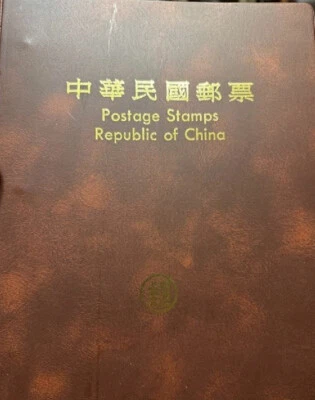 中華民國郵票
Postage Stamps
Republic of China